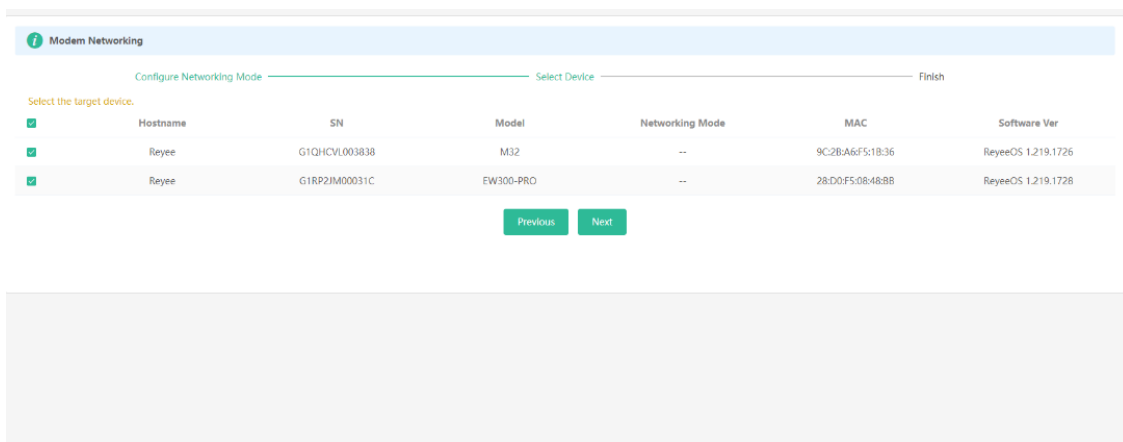 Modem Networking
Configure Networking Mode Select Device Finish
Select the target device.
Hostname SN Model Networking Mode MAC Software Ver
Reyee G1QHCVL003838 M32 -- 9C:2B:A6:F5:18:36 ReyeeOS 1.219.1726
Reyee G1RP2JM00031C EW300-PRO -- 28:D0:F5:08:48:BB ReyeeOS 1.219.1728
Previous Next